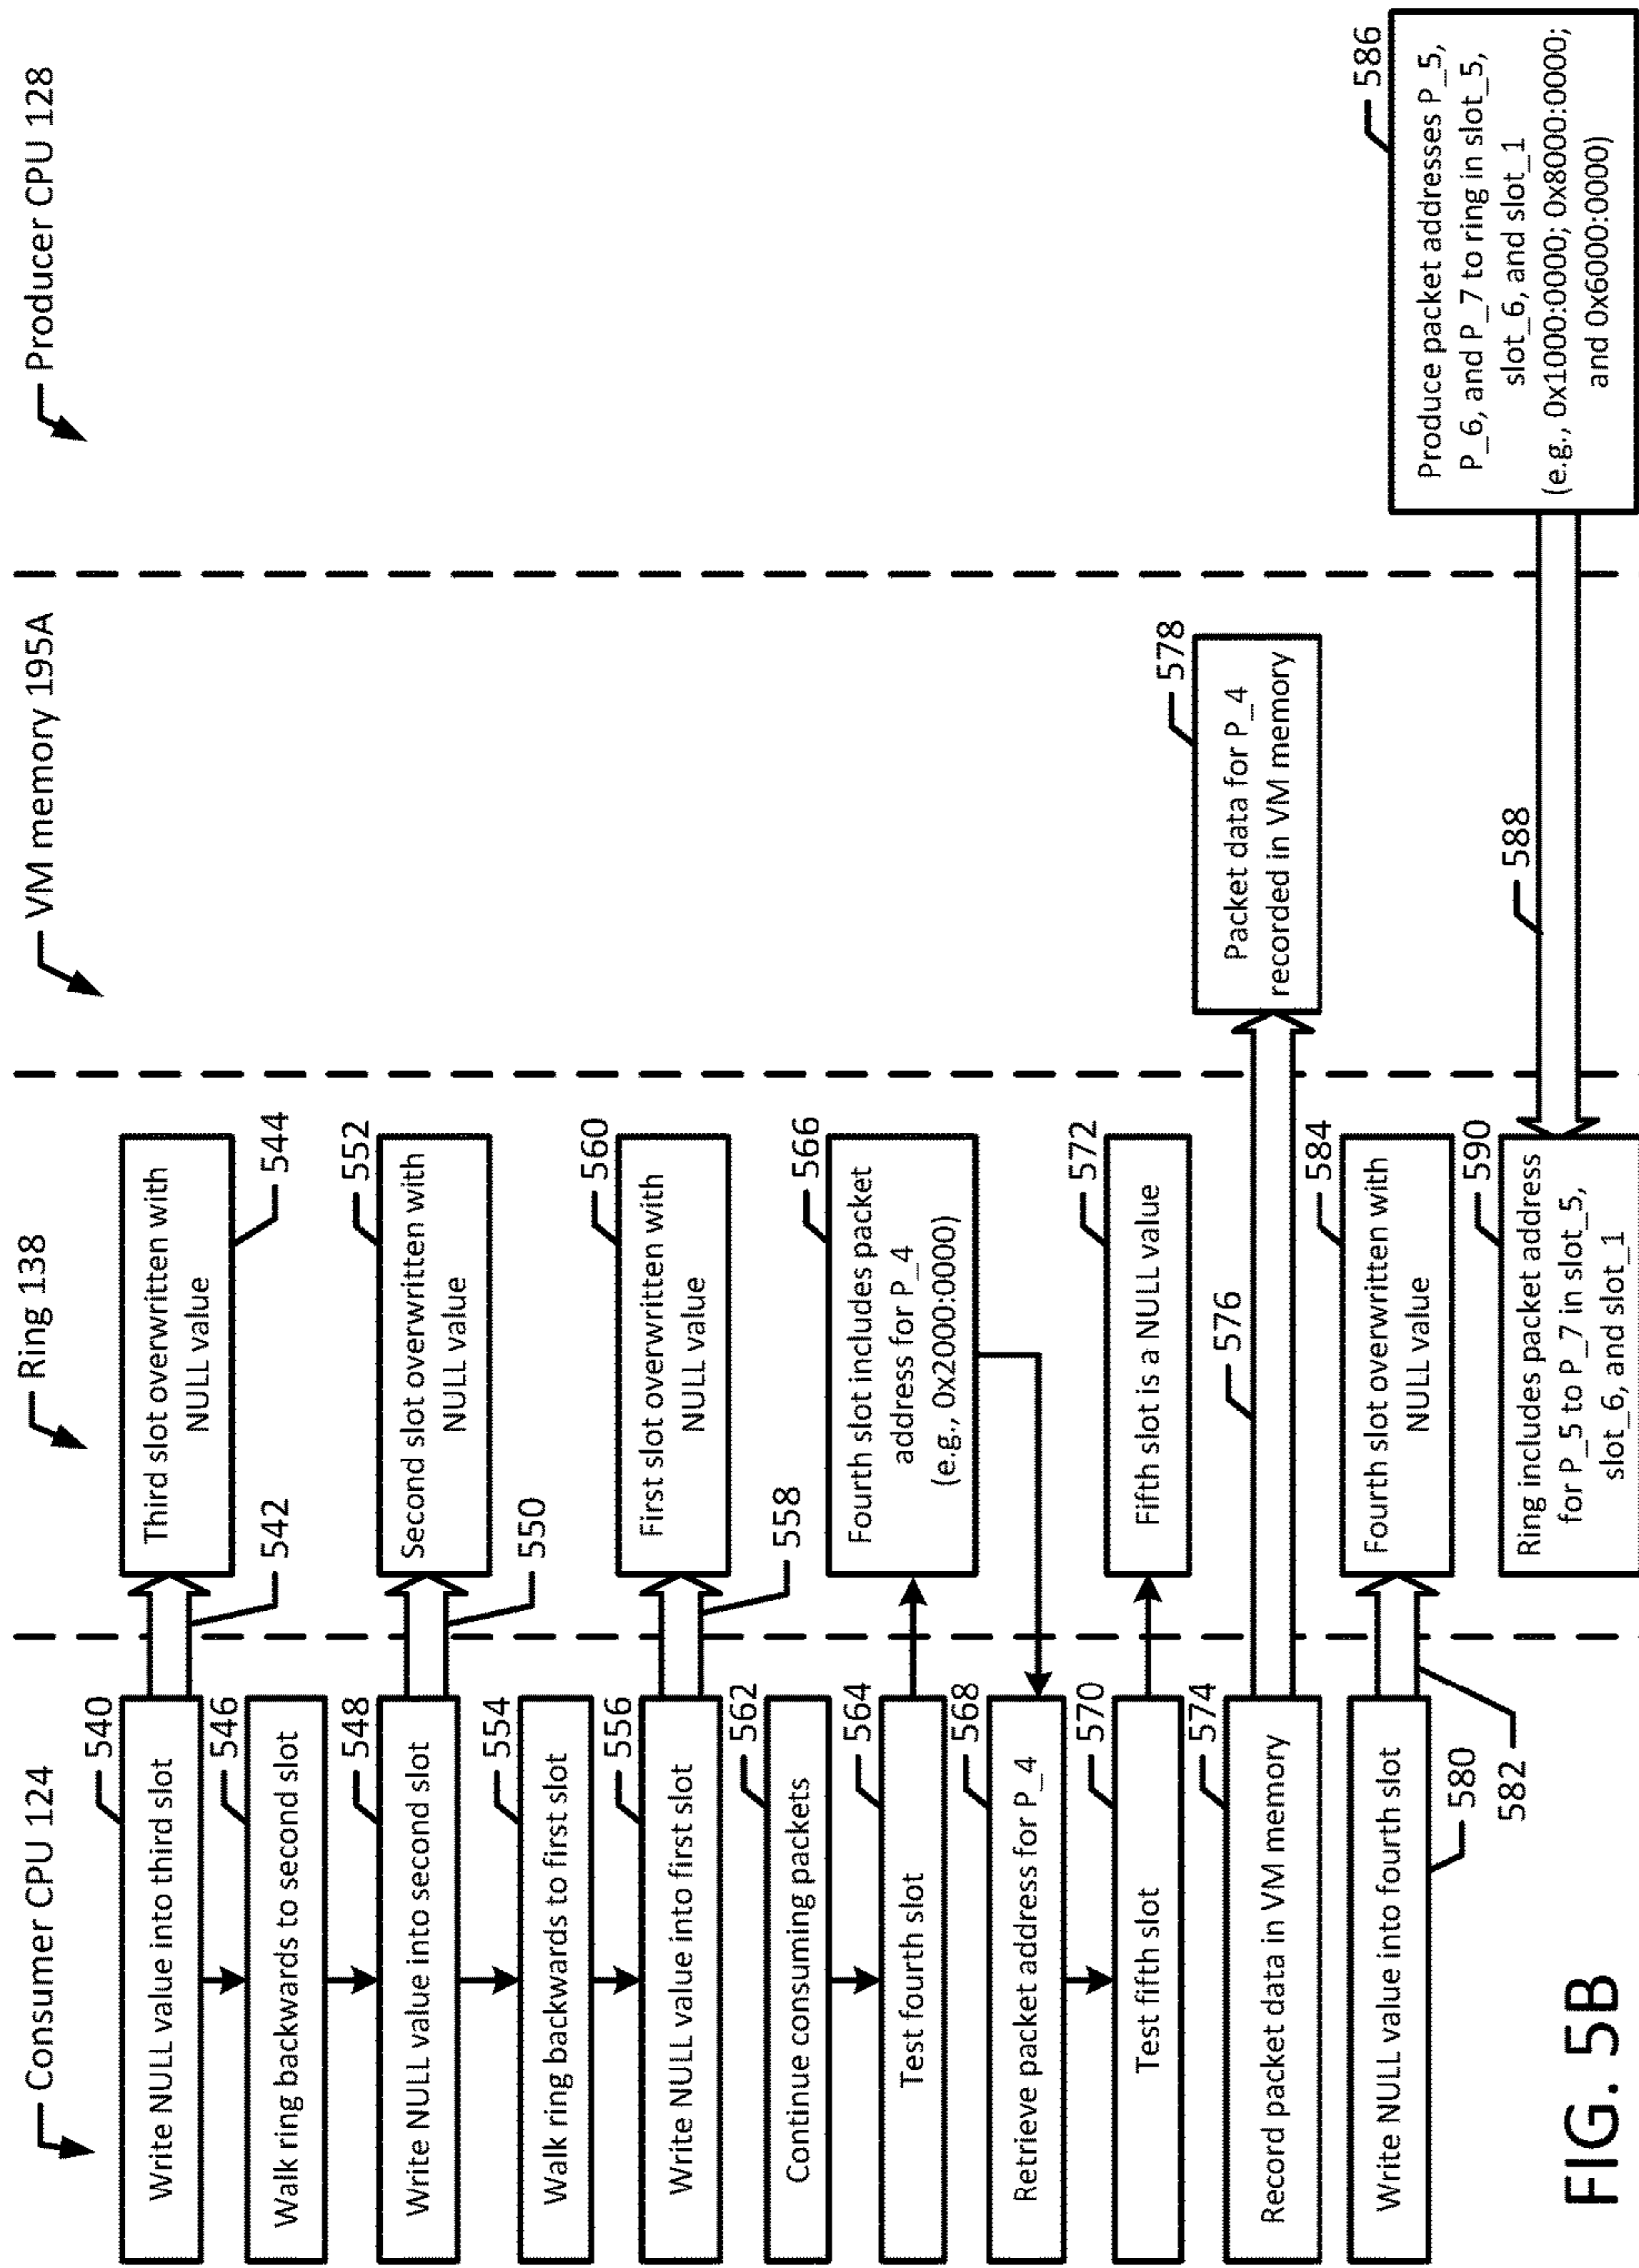 Consumer CPU 124
Ring 138
VM memory 195A
Producer CPU 128
540
Write NULL value into third slot
542
Third slot overwritten with
NULL value
544
546
Walk ring backwards to second slot
548
Write NULL value into second slot
550
552
Second slot overwritten with
NULL value
554
Walk ring backwards to first slot
556
Write NULL value into first slot
558
560
First slot overwritten with
NULL value
562
Continue consuming packets
564
Test fourth slot
566
Fourth slot includes packet
address for P_4
(e.g., 0x2000:0000)
568
Retrieve packet address for P_4
570
Test fifth slot
572
Fifth slot is a NULL value
574
Record packet data in VM memory
576
578
Packet data for P_4
recorded in VM memory
Write NULL value into fourth slot
580
582
584
Fourth slot overwritten with
NULL value
586
Produce packet addresses P_5,
P_6, and P_7 to ring in slot_5,
slot_6, and slot_1
(e.g., 0x1000:0000; 0x8000:0000;
and 0x6000:0000)
588
590
Ring includes packet address
for P_5 to P_7 in slot_5,
slot_6, and slot_1
FIG. 5B